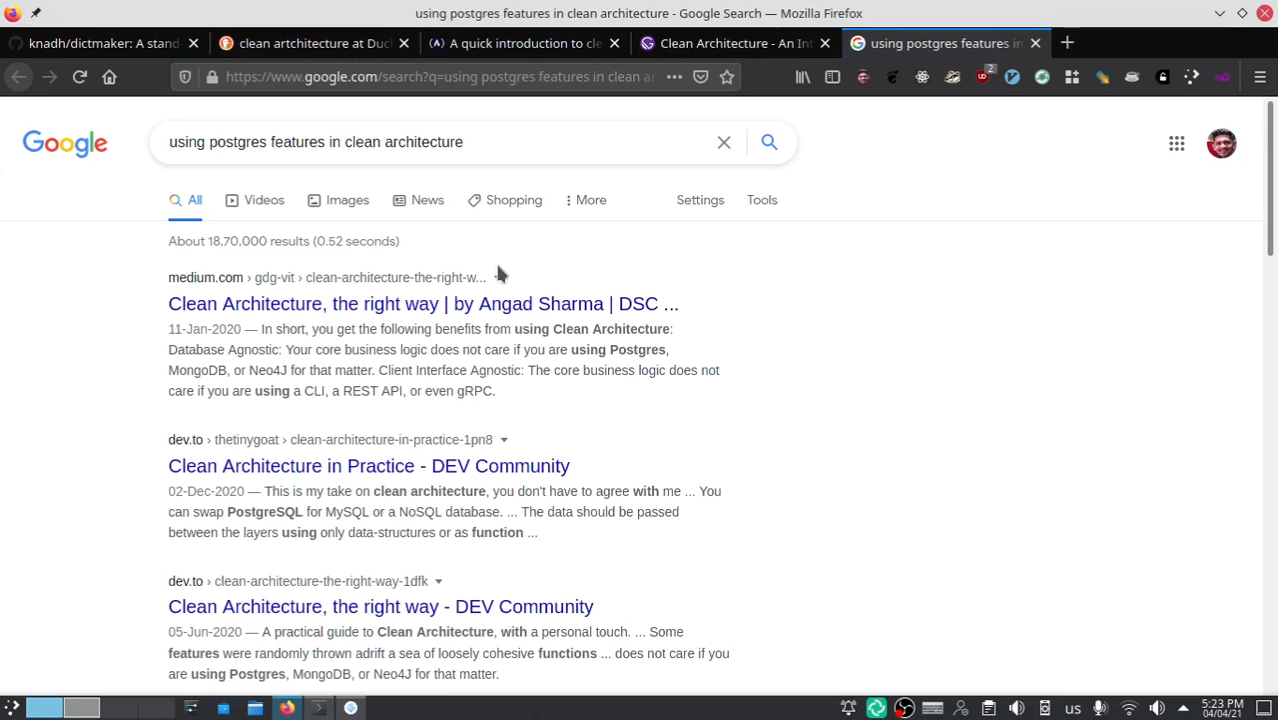 using postgres features in clean architecture - Google Search — Mozilla Firefox
knadh/dictmaker: A stand
clean artchitecture at Duck
A quick introduction to cle
Clean Architecture - An Int
using postgres features in
https://www.google.com/search?q=using postgres features in clean ar
2
Google
using postgres features in clean architecture
All
Videos
Images
News
Shopping
More
Settings
Tools
About 18,70,000 results (0.52 seconds)
medium.com › gdg-vit › clean-architecture-the-right-w...
Clean Architecture, the right way | by Angad Sharma | DSC ...
11-Jan-2020 — In short, you get the following benefits from using Clean Architecture:
Database Agnostic: Your core business logic does not care if you are using Postgres,
MongoDB, or Neo4J for that matter. Client Interface Agnostic: The core business logic does not
care if you are using a CLI, a REST API, or even gRPC.
dev.to › thetinygoat › clean-architecture-in-practice-1pn8
Clean Architecture in Practice - DEV Community
02-Dec-2020 — This is my take on clean architecture, you don't have to agree with me ... You
can swap PostgreSQL for MySQL or a NoSQL database. ... The data should be passed
between the layers using only data-structures or as function ...
dev.to › clean-architecture-the-right-way-1dfk
Clean Architecture, the right way - DEV Community
05-Jun-2020 — A practical guide to Clean Architecture, with a personal touch. ... Some
features were randomly thrown adrift a sea of loosely cohesive functions ... does not care if you
are using Postgres, MongoDB, or Neo4J for that matter.
5:23 PM
04/04/21